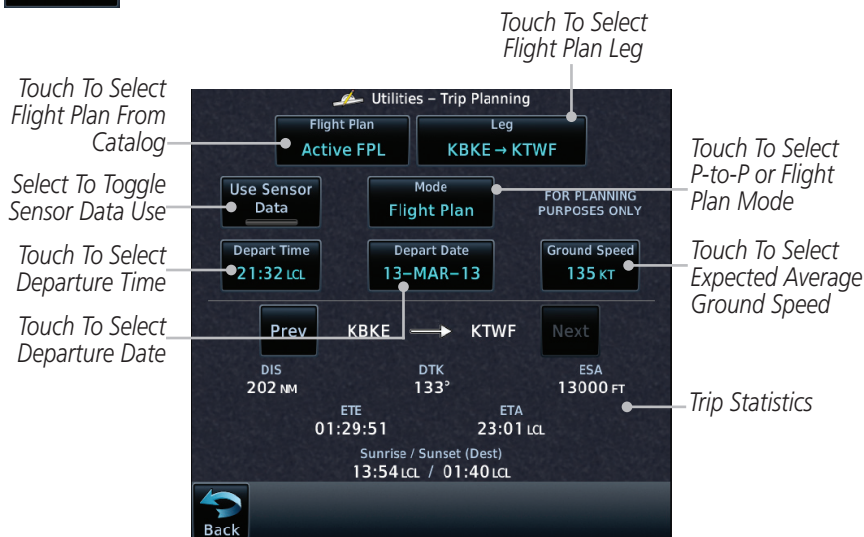 Touch To Select
Flight Plan Leg
Touch To Select
Flight Plan From
Catalog
Utilities – Trip Planning
Flight Plan
Active FPL
Leg
KBKE → KTWF
Select To Toggle
Sensor Data Use
Use Sensor
Data
Mode
Flight Plan
FOR PLANNING
PURPOSES ONLY
Touch To Select
P-to-P or Flight
Plan Mode
Touch To Select
Departure Time
Depart Time
21:32 LCL
Depart Date
13-MAR-13
Ground Speed
135 KT
Touch To Select
Expected Average
Ground Speed
Touch To Select
Departure Date
Prev
KBKE → KTWF
Next
DIS
202 NM
DTK
133°
ESA
13000 FT
Trip Statistics
ETE
01:29:51
ETA
23:01 LCL
Sunrise / Sunset (Dest)
13:54 LCL / 01:40 LCL
Back